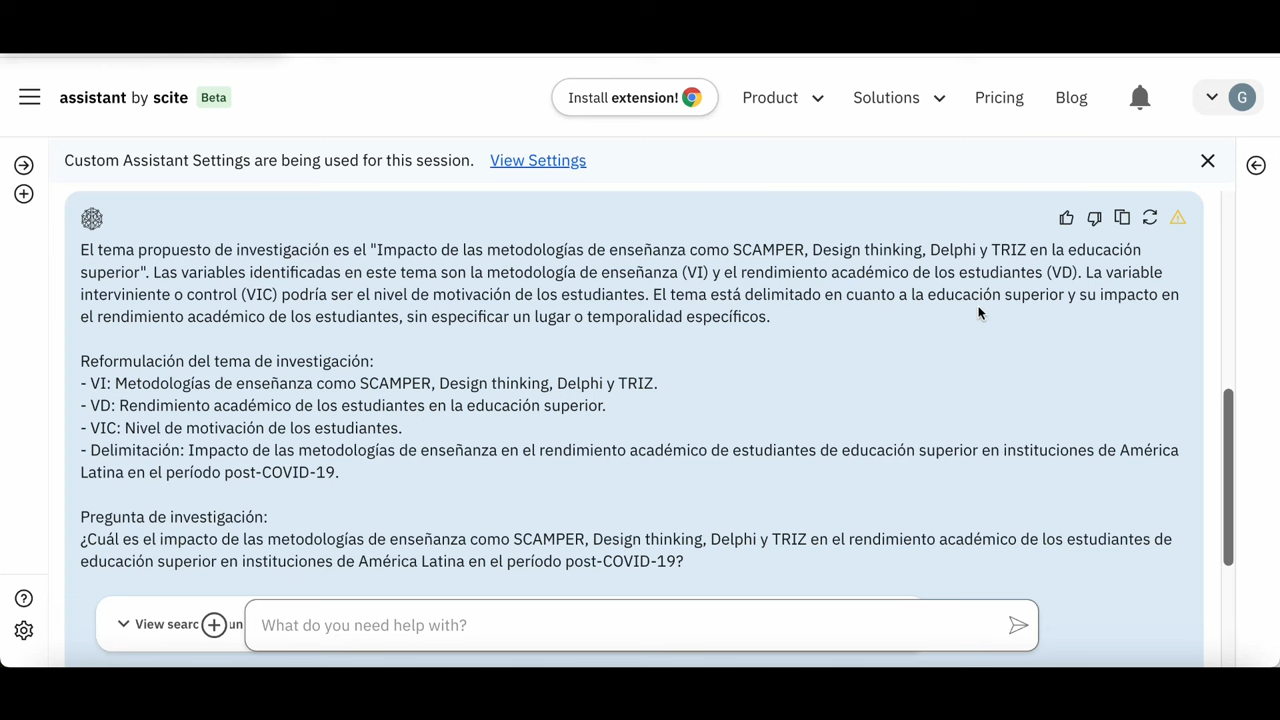 assistant by scite Beta
Install extension!
Product
Solutions
Pricing
Blog
G
Custom Assistant Settings are being used for this session. View Settings
El tema propuesto de investigación es el "Impacto de las metodologías de enseñanza como SCAMPER, Design thinking, Delphi y TRIZ en la educación
superior". Las variables identificadas en este tema son la metodología de enseñanza (VI) y el rendimiento académico de los estudiantes (VD). La variable
interviniente o control (VIC) podría ser el nivel de motivación de los estudiantes. El tema está delimitado en cuanto a la educación superior y su impacto en
el rendimiento académico de los estudiantes, sin especificar un lugar o temporalidad específicos.
Reformulación del tema de investigación:
- VI: Metodologías de enseñanza como SCAMPER, Design thinking, Delphi y TRIZ.
- VD: Rendimiento académico de los estudiantes en la educación superior.
- VIC: Nivel de motivación de los estudiantes.
- Delimitación: Impacto de las metodologías de enseñanza en el rendimiento académico de estudiantes de educación superior en instituciones de América
Latina en el período post-COVID-19.
Pregunta de investigación:
¿Cuál es el impacto de las metodologías de enseñanza como SCAMPER, Design thinking, Delphi y TRIZ en el rendimiento académico de los estudiantes de
educación superior en instituciones de América Latina en el período post-COVID-19?
View searc un
What do you need help with?